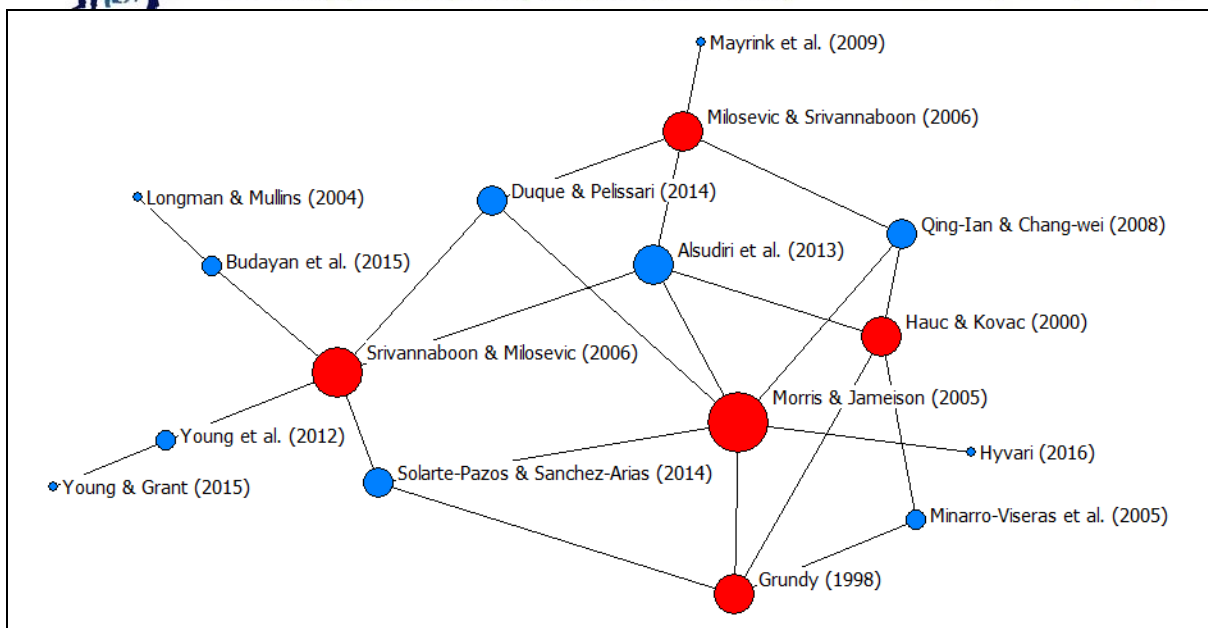 Mayrink et al. (2009)
Milosevic & Srivannaboon (2006)
Longman & Mullins (2004)
Duque & Pelissari (2014)
Qing-Ian & Chang-wei (2008)
Budayan et al. (2015)
Alsudiri et al. (2013)
Hauc & Kovac (2000)
Srivannaboon & Milosevic (2006)
Morris & Jameison (2005)
Young et al. (2012)
Hyvari (2016)
Solarte-Pazos & Sanchez-Arias (2014)
Young & Grant (2015)
Minarro-Viseras et al. (2005)
Grundy (1998)